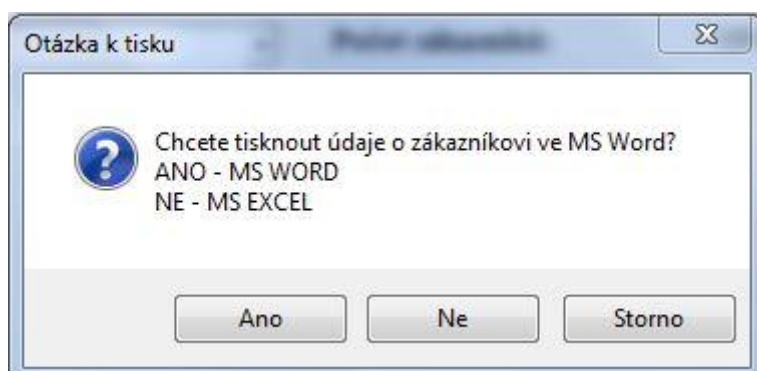 Otázka k tisku
Chcete tisknout údaje o zákazníkovi ve MS Word?
ANO - MS WORD
NE - MS EXCEL
Ano Ne Storno